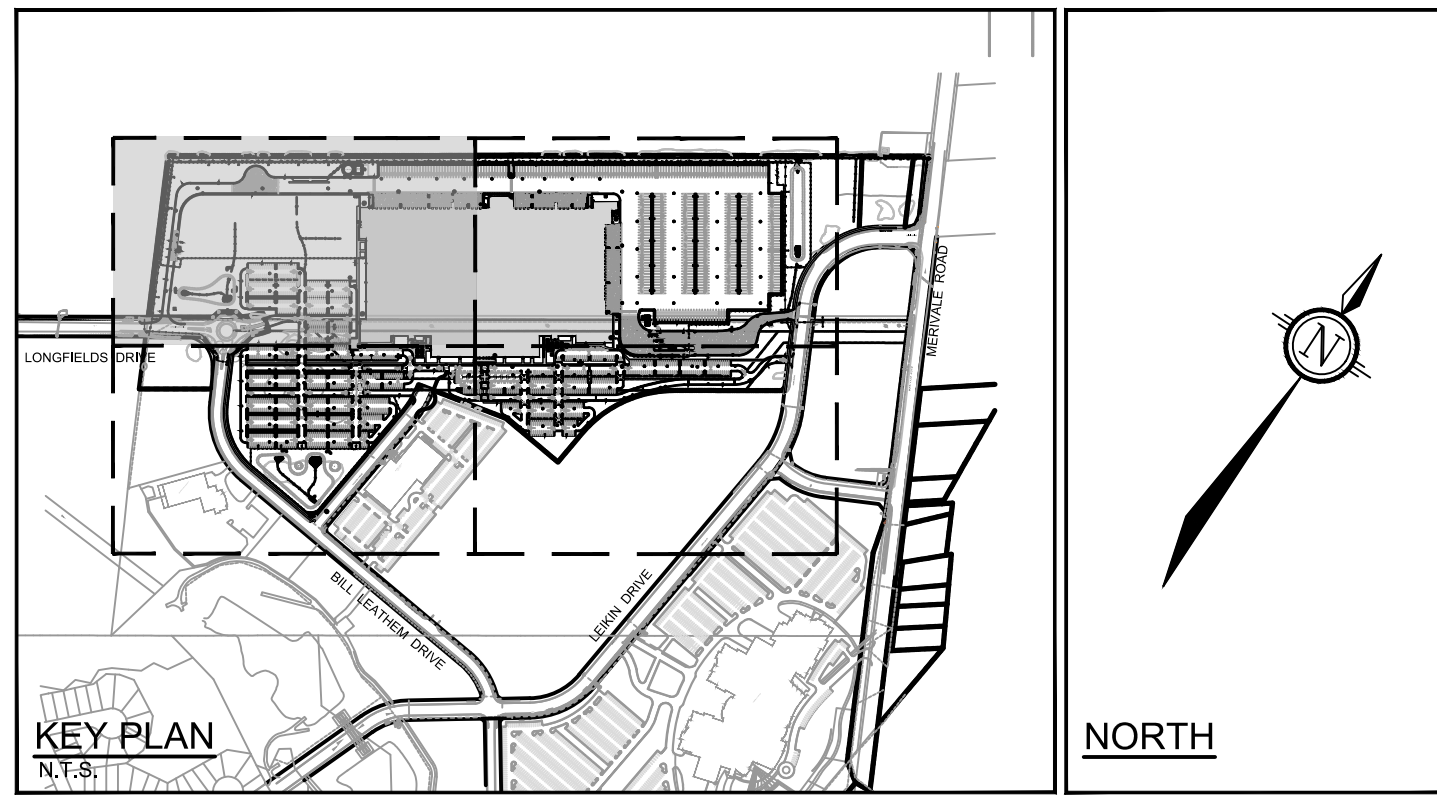 MERIVALE ROAD
LONGFIELDS DRIVE
BILL LEATHEM DRIVE
LEIKIN DRIVE
KEY PLAN
N.T.S.
N
NORTH